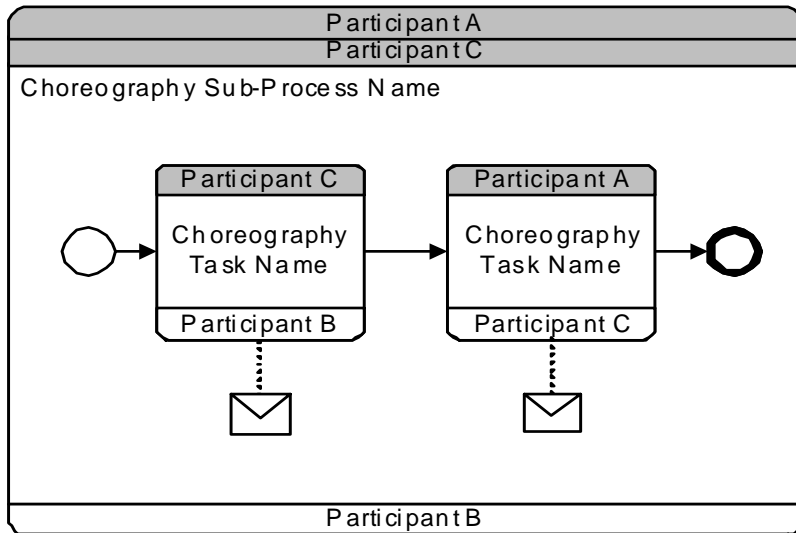 Participant A
Participant C
Choreography Sub-Process Name
Participant C
Choreography
Task Name
Participant B
Participant A
Choreography
Task Name
Participant C
Participant B